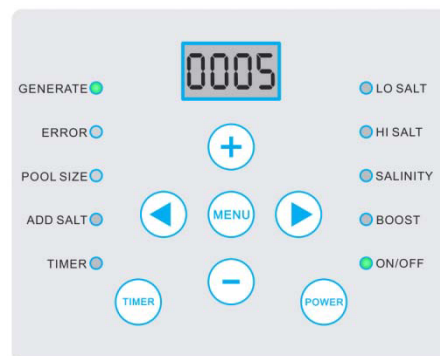 0005
GENERATE
LO SALT
ERROR
HI SALT
+
POOL SIZE
SALINITY
MENU
ADD SALT
BOOST
TIMER
ON/OFF
−
TIMER
POWER